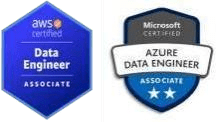 aws
certified
Data
Engineer
ASSOCIATE
Microsoft
CERTIFIED
AZURE
DATA ENGINEER
ASSOCIATE